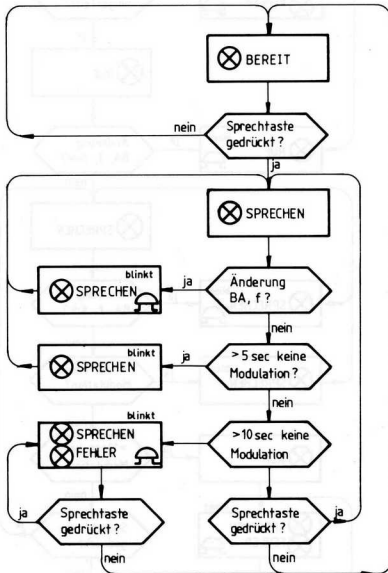 BEREIT
nein
Sprechtaste
gedrückt?
ja
SPRECHEN
blinkt
SPRECHEN
ja
Änderung
BA, f?
nein
blinkt
SPRECHEN
ja
>5 sec keine
Modulation?
nein
blinkt
SPRECHEN
FEHLER
>10 sec keine
Modulation
ja
Sprechtaste
gedrückt?
nein
Sprechtaste
gedrückt?
ja
nein